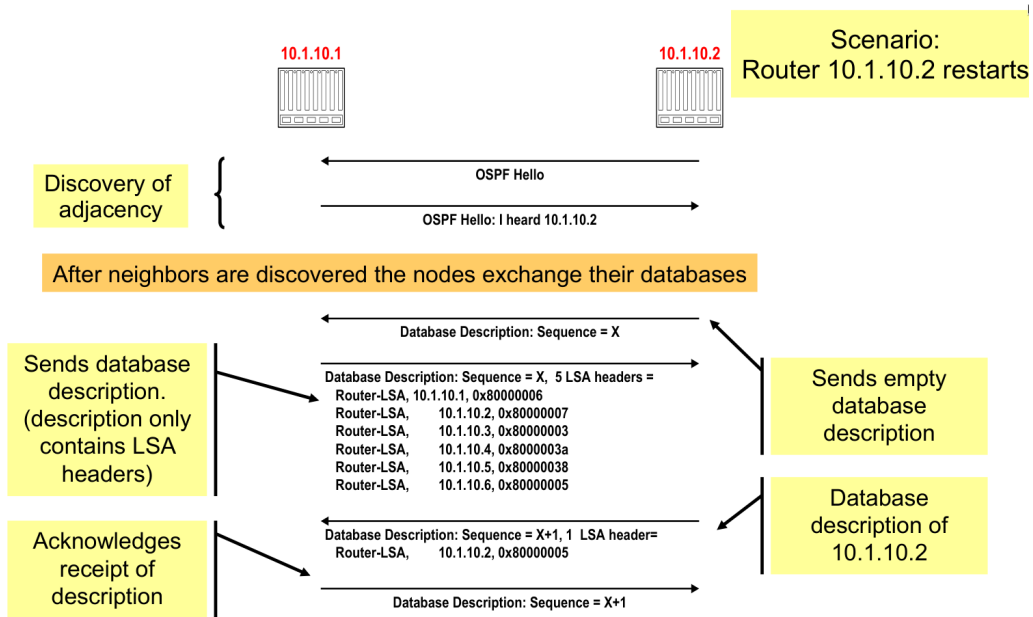 Scenario:
Router 10.1.10.2 restarts
10.1.10.1
10.1.10.2
Discovery of
adjacency
OSPF Hello
OSPF Hello: I heard 10.1.10.2
After neighbors are discovered the nodes exchange their databases
Database Description: Sequence = X
Sends database
description.
(description only
contains LSA
headers)
Database Description: Sequence = X, 5 LSA headers =
Router-LSA, 10.1.10.1, 0x80000006
Router-LSA, 10.1.10.2, 0x80000007
Router-LSA, 10.1.10.3, 0x80000003
Router-LSA, 10.1.10.4, 0x8000003a
Router-LSA, 10.1.10.5, 0x80000038
Router-LSA, 10.1.10.6, 0x80000005
Sends empty
database
description
Database Description: Sequence = X+1, 1 LSA header=
Router-LSA, 10.1.10.2, 0x80000005
Database
description of
10.1.10.2
Acknowledges
receipt of
description
Database Description: Sequence = X+1